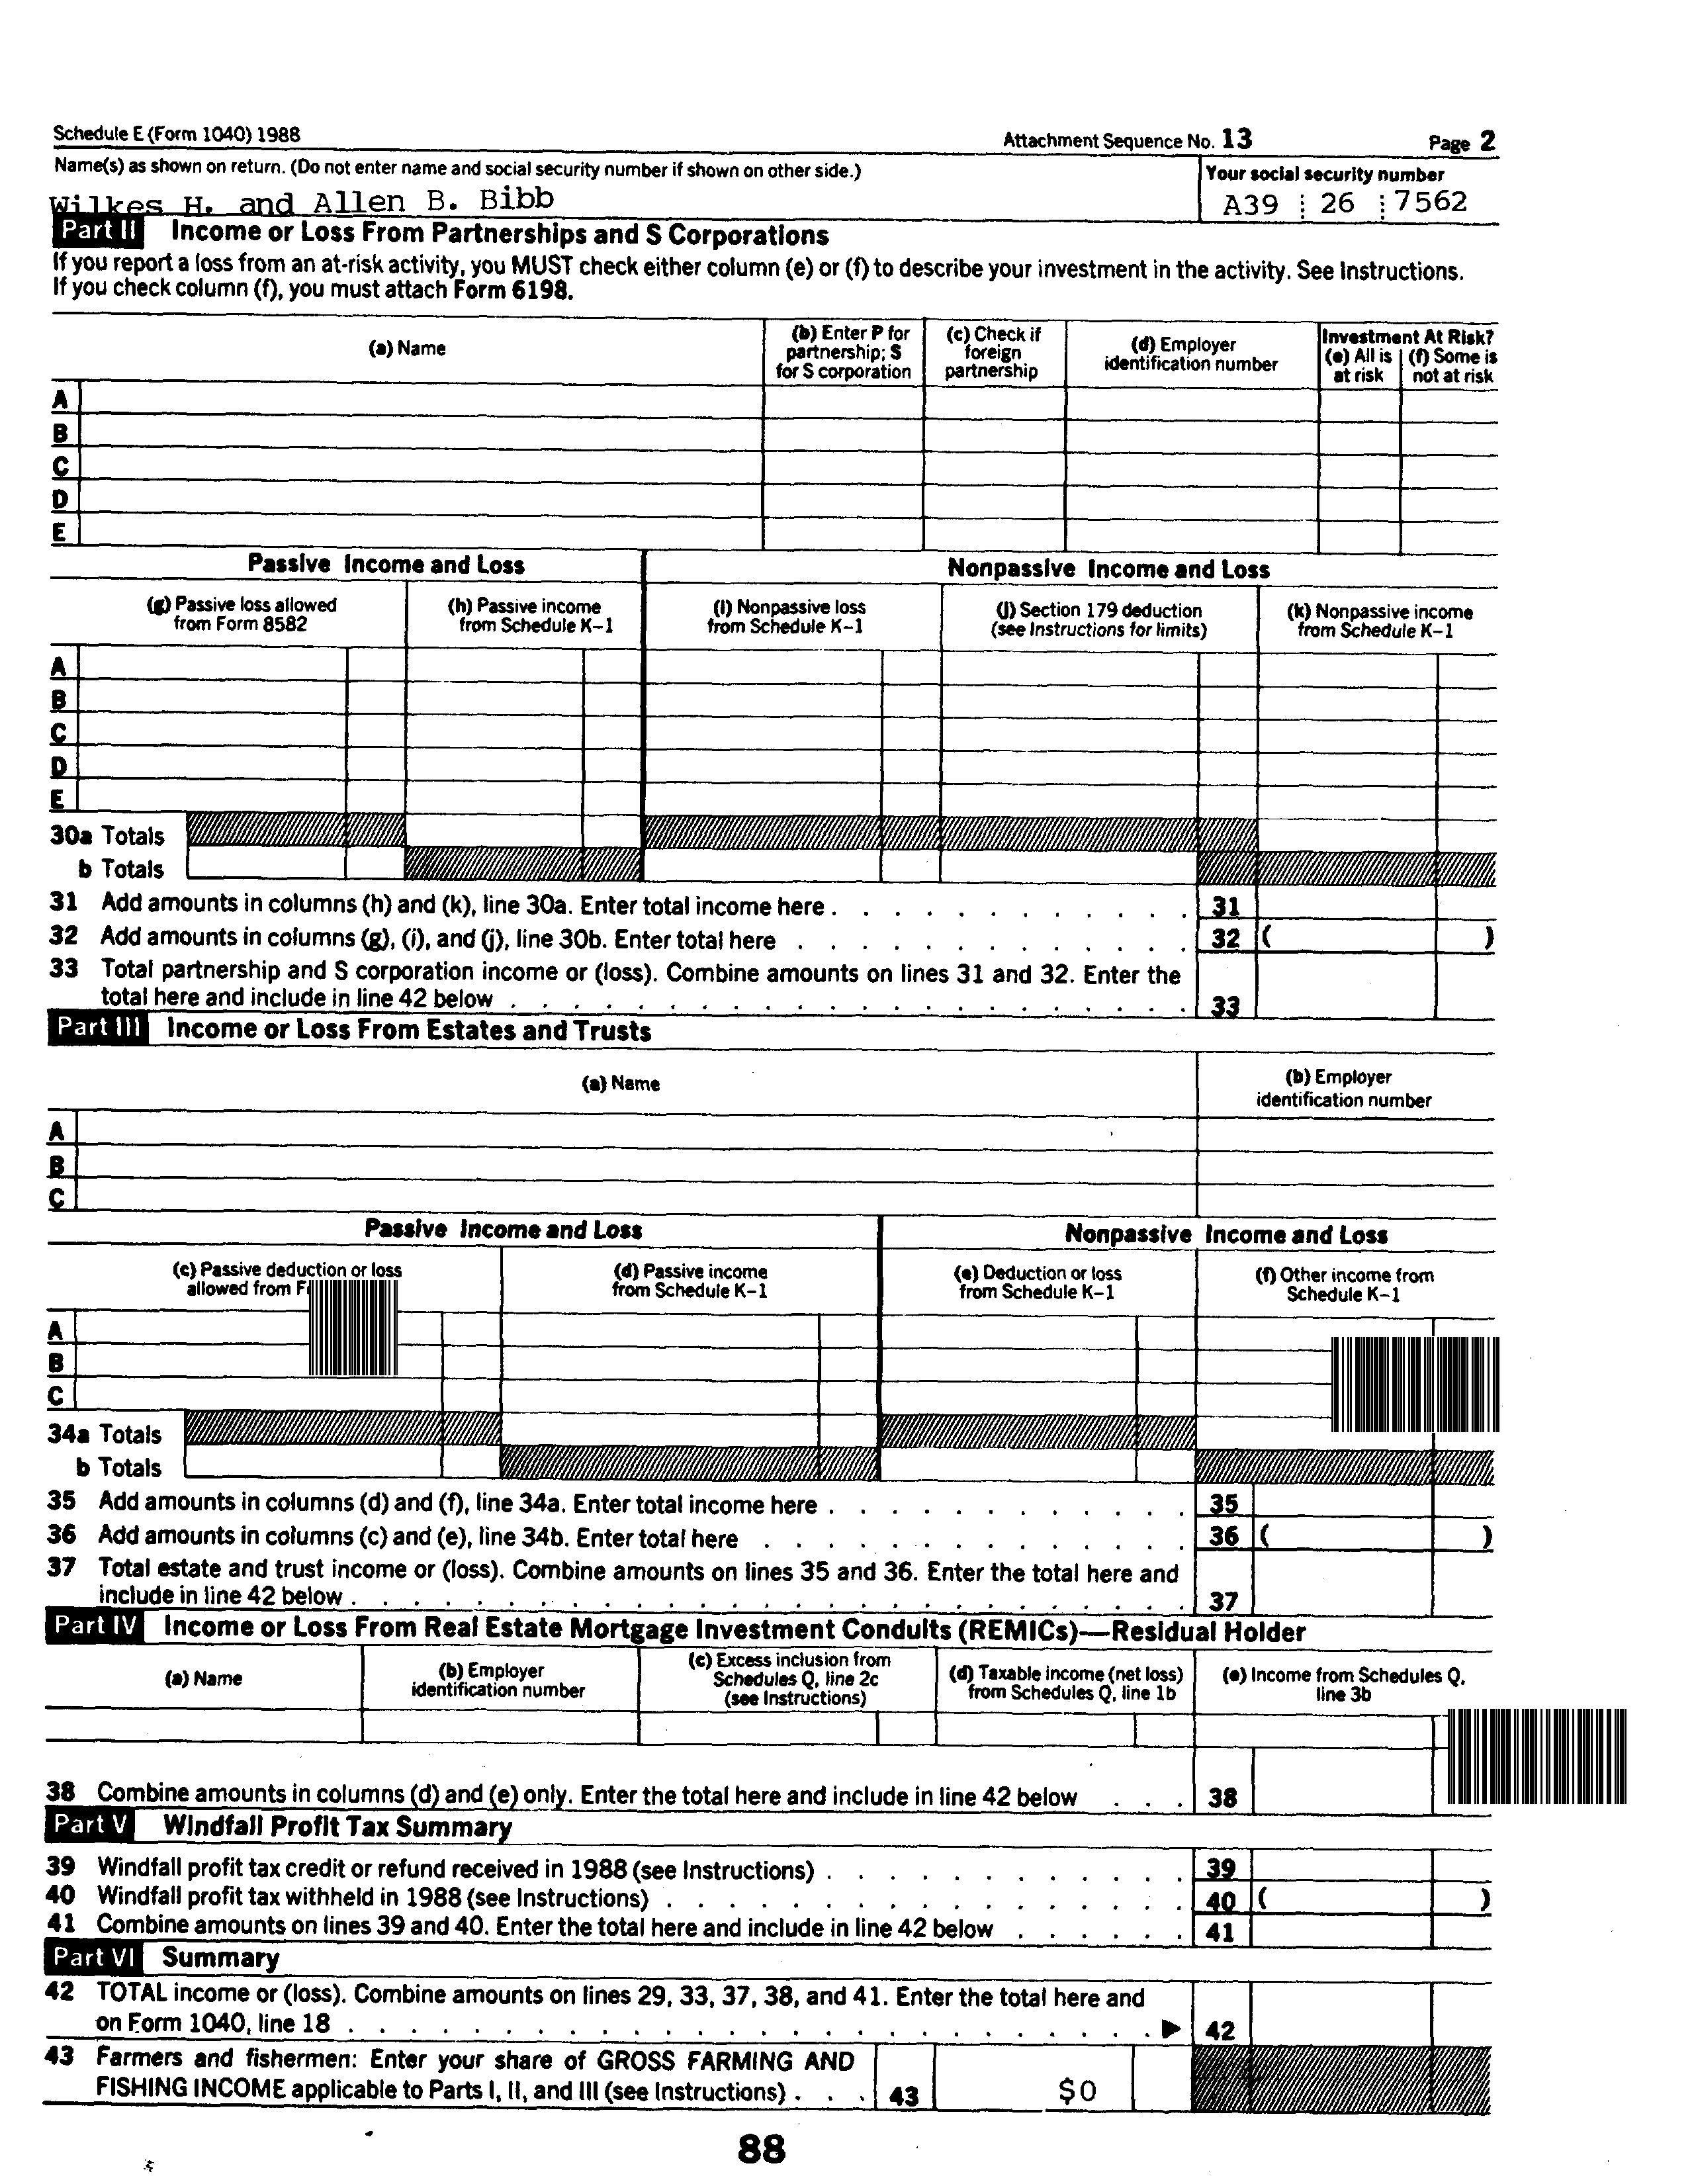 Schedule E (Form 1040) 1988 Attachment Sequence No. 13 Page 2
Name(s) as shown on return. (Do not enter name and social security number if shown on other side.) Your social security number
Wilkes H. and Allen B. Bibb A39 26 7562
Part II Income or Loss From Partnerships and S Corporations
If you report a loss from an at-risk activity, you MUST check either column (e) or (f) to describe your investment in the activity. See Instructions.
If you check column (f), you must attach Form 6198.
(a) Name
(b) Enter P for
partnership; S
for S corporation
(c) Check if
foreign
partnership
(d) Employer
identification number
Investment At Risk?
(e) All is
at risk
(f) Some is
not at risk
A
B
C
D
E
Passive Income and Loss Nonpassive Income and Loss
(g) Passive loss allowed
from Form 8582
(h) Passive income
from Schedule K-1
(i) Nonpassive loss
from Schedule K-1
(j) Section 179 deduction
(see Instructions for limits)
(k) Nonpassive income
from Schedule K-1
A
B
C
D
E
30a Totals
b Totals
31 Add amounts in columns (h) and (k), line 30a. Enter total income here . . . . . . . . . . . . 31
32 Add amounts in columns (g), (i), and (j), line 30b. Enter total here . . . . . . . . . . . . . 32 ( )
33 Total partnership and S corporation income or (loss). Combine amounts on lines 31 and 32. Enter the
total here and include in line 42 below . . . . . . . . . . . . . . . . . . . . . . 33
Part III Income or Loss From Estates and Trusts
(a) Name
(b) Employer
identification number
A
B
C
Passive Income and Loss Nonpassive Income and Loss
(c) Passive deduction or loss
allowed from
(d) Passive income
from Schedule K-1
(e) Deduction or loss
from Schedule K-1
(f) Other income from
Schedule K-1
A
B
C
34a Totals
b Totals
35 Add amounts in columns (d) and (f), line 34a. Enter total income here . . . . . . . . . . . . 35
36 Add amounts in columns (c) and (e), line 34b. Enter total here . . . . . . . . . . . . . . 36 ( )
37 Total estate and trust income or (loss). Combine amounts on lines 35 and 36. Enter the total here and
include in line 42 below . . . . . . . . . . . . . . . . . . . . . . . . . . 37
Part IV Income or Loss From Real Estate Mortgage Investment Conduits (REMICs)—Residual Holder
(a) Name
(b) Employer
identification number
(c) Excess inclusion from
Schedules Q, line 2c
(see Instructions)
(d) Taxable income (net loss)
from Schedules Q, line 1b
(e) Income from Schedules Q,
line 3b
38 Combine amounts in columns (d) and (e) only. Enter the total here and include in line 42 below . . . 38
Part V Windfall Profit Tax Summary
39 Windfall profit tax credit or refund received in 1988 (see Instructions) . . . . . . . . . . . . 39
40 Windfall profit tax withheld in 1988 (see Instructions) . . . . . . . . . . . . . . . . . 40 ( )
41 Combine amounts on lines 39 and 40. Enter the total here and include in line 42 below . . . . . . 41
Part VI Summary
42 TOTAL income or (loss). Combine amounts on lines 29, 33, 37, 38, and 41. Enter the total here and
on Form 1040, line 18 . . . . . . . . . . . . . . . . . . . . . . . . . ▶ 42
43 Farmers and fishermen: Enter your share of GROSS FARMING AND
FISHING INCOME applicable to Parts I, II, and III (see Instructions) . . . 43 $0
88